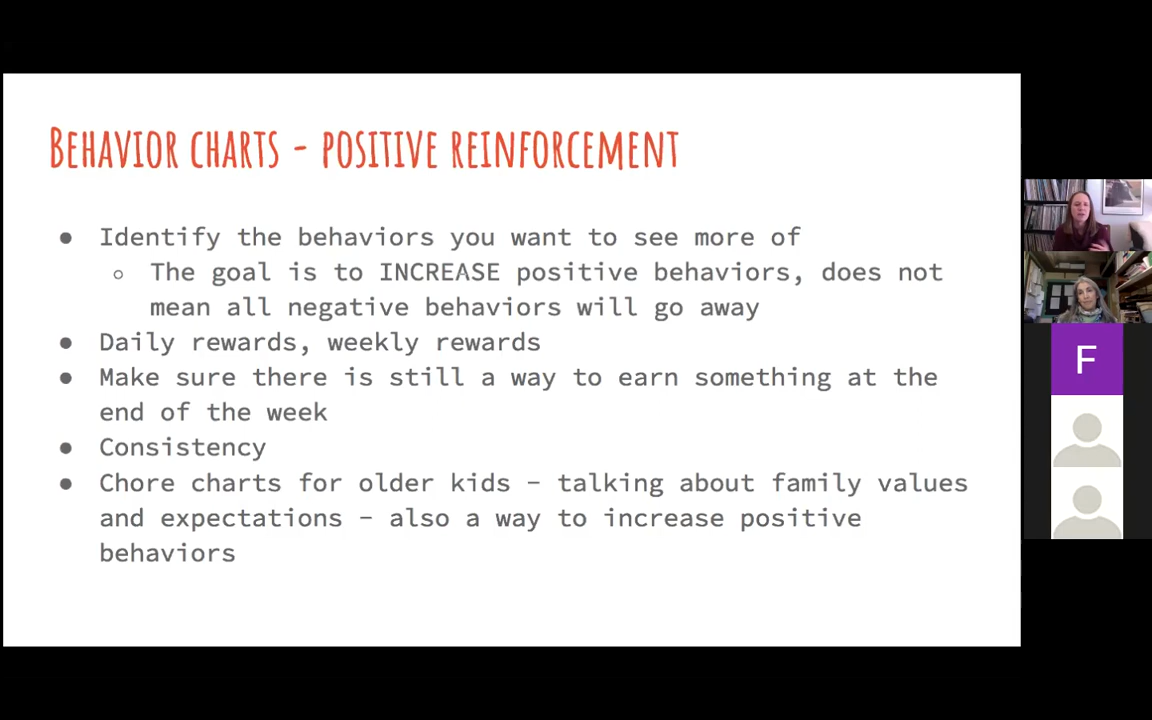 Behavior charts - positive reinforcement
● Identify the behaviors you want to see more of
○ The goal is to INCREASE positive behaviors, does not
mean all negative behaviors will go away
● Daily rewards, weekly rewards
● Make sure there is still a way to earn something at the
end of the week
● Consistency
● Chore charts for older kids - talking about family values
and expectations - also a way to increase positive
behaviors
F